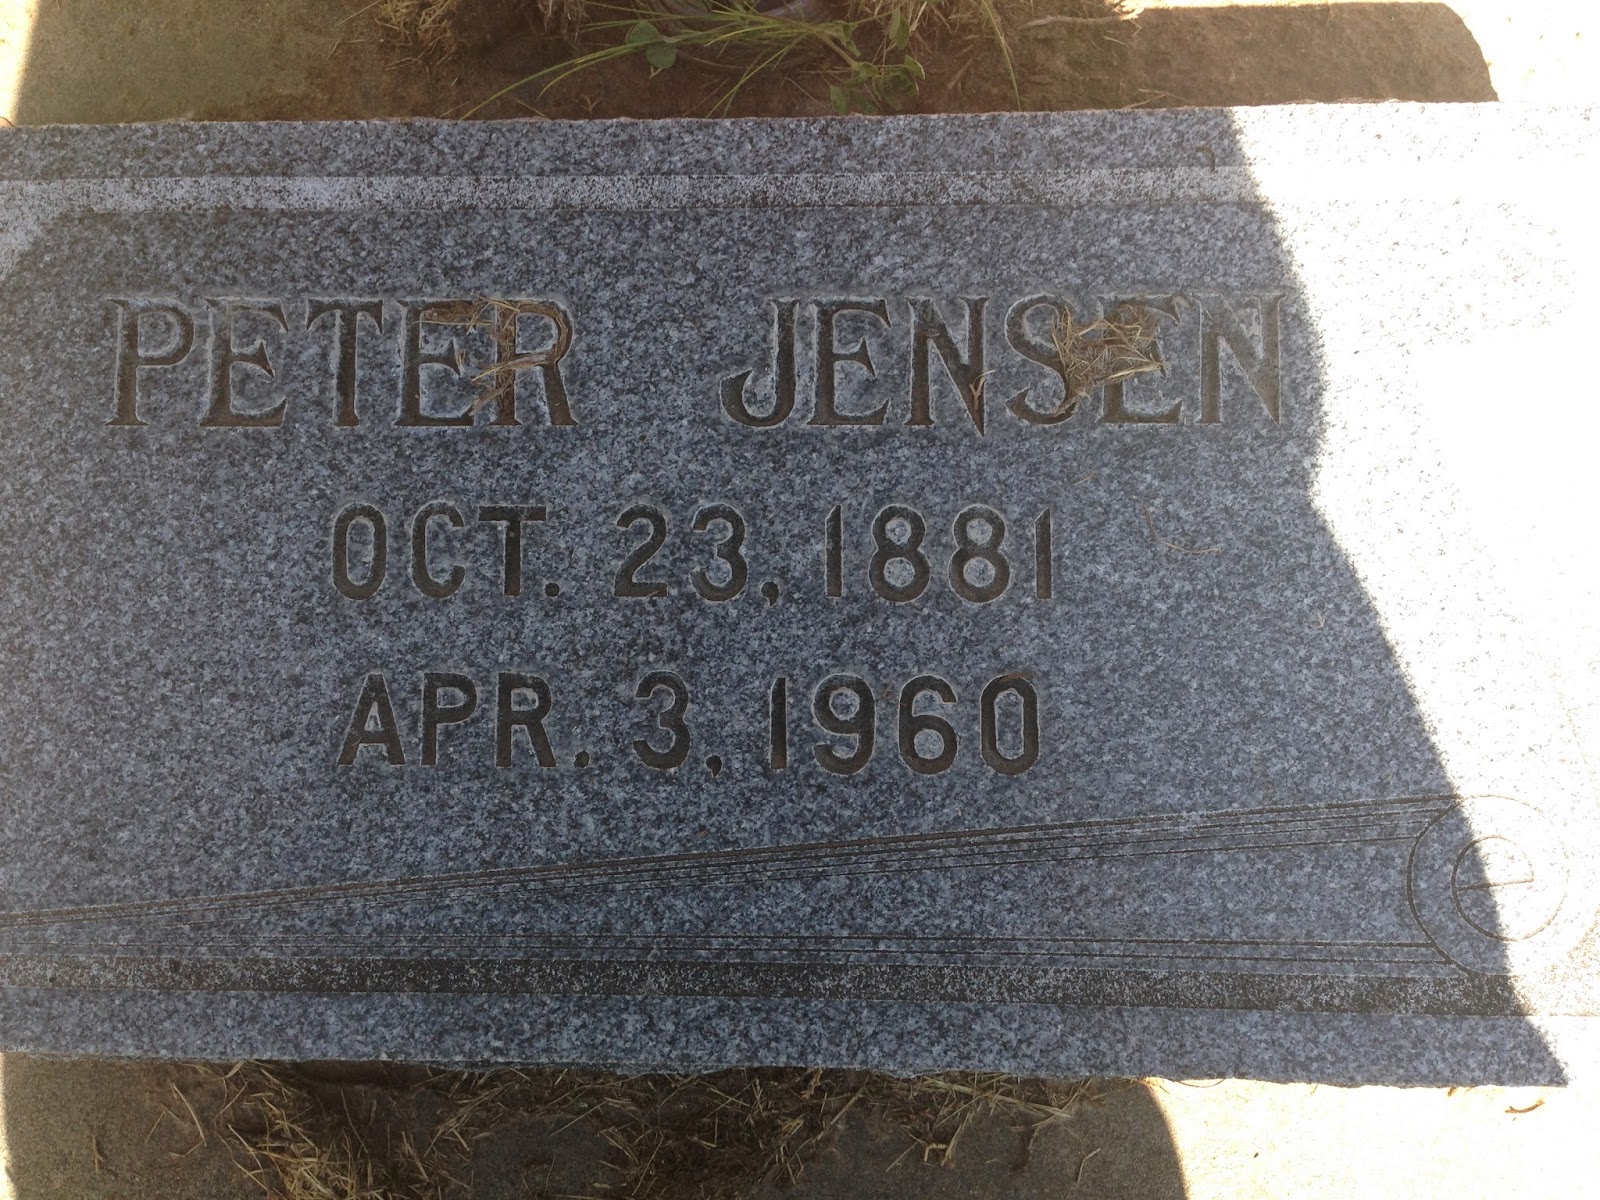 PETER JENSEN
OCT. 23, 1881
APR. 3, 1960